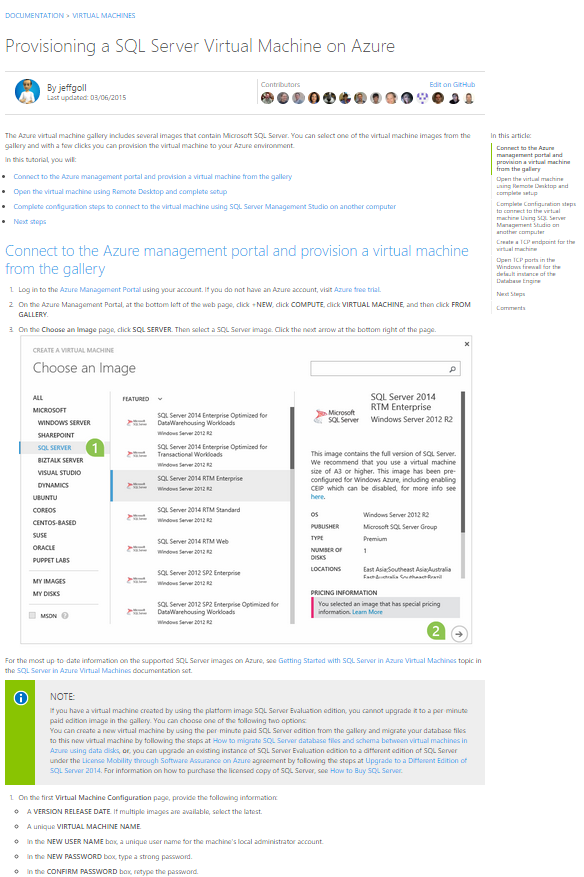 DOCUMENTATION > VIRTUAL MACHINES
Provisioning a SQL Server Virtual Machine on Azure
By jeffgoll
Last updated: 03/06/2015
Contributors
Edit on GitHub
The Azure virtual machine gallery includes several images that contain Microsoft SQL Server. You can select one of the virtual machine images from the
gallery and with a few clicks you can provision the virtual machine to your Azure environment.
In this tutorial, you will:
Connect to the Azure management portal and provision a virtual machine from the gallery
Open the virtual machine using Remote Desktop and complete setup
Complete configuration steps to connect to the virtual machine using SQL Server Management Studio on another computer
Next steps
In this article:
Connect to the Azure
management portal and
provision a virtual machine
from the gallery
Open the virtual machine
using Remote Desktop and
complete setup
Complete Configuration steps
to connect to the virtual
machine Using SQL Server
Management Studio on
another computer
Create a TCP endpoint for the
virtual machine
Open TCP ports in the
Windows firewall for the
default instance of the
Database Engine
Next Steps
Comments
Connect to the Azure management portal and provision a virtual machine
from the gallery
1. Log in to the Azure Management Portal using your account. If you do not have an Azure account, visit Azure free trial.
2. On the Azure Management Portal, at the bottom left of the web page, click +NEW, click COMPUTE, click VIRTUAL MACHINE, and then click FROM
GALLERY.
3. On the Choose an Image page, click SQL SERVER. Then select a SQL Server image. Click the next arrow at the bottom right of the page.
CREATE A VIRTUAL MACHINE
Choose an Image
ALL
MICROSOFT
WINDOWS SERVER
SHAREPOINT
SQL SERVER
1
BIZTALK SERVER
VISUAL STUDIO
DYNAMICS
UBUNTU
COREOS
CENTOS-BASED
SUSE
ORACLE
PUPPET LABS
MY IMAGES
MY DISKS
MSDN ?
FEATURED
SQL Server 2014 Enterprise Optimized for
DataWarehousing Workloads
Windows Server 2012 R2
SQL Server 2014 Enterprise Optimized for
Transactional Workloads
Windows Server 2012 R2
SQL Server 2014 RTM Enterprise
Windows Server 2012 R2
SQL Server 2014 RTM Standard
Windows Server 2012 R2
SQL Server 2014 RTM Web
Windows Server 2012 R2
SQL Server 2012 SP2 Enterprise
Windows Server 2012 R2
SQL Server 2012 SP2 Enterprise Optimized for
DataWarehousing Workloads
Windows Server 2012 R2
Microsoft
SQL Server
SQL Server 2014
RTM Enterprise
Windows Server 2012 R2
This image contains the full version of SQL Server.
We recommend that you use a virtual machine
size of A3 or higher. This image has been pre-
configured for Windows Azure, including enabling
CEIP which can be disabled, for more info see
here.
OS Windows Server 2012 R2
PUBLISHER Microsoft SQL Server Group
TYPE Premium
NUMBER OF
DISKS 1
LOCATIONS East Asia;Southeast Asia;Australia
East;Australia Southeast;Brazil
PRICING INFORMATION
You selected an image that has special pricing
information. Learn More
2
For the most up-to-date information on the supported SQL Server images on Azure, see Getting Started with SQL Server in Azure Virtual Machines topic in
the SQL Server in Azure Virtual Machines documentation set.
NOTE:
If you have a virtual machine created by using the platform image SQL Server Evaluation edition, you cannot upgrade it to a per-minute
paid edition image in the gallery. You can choose one of the following two options:
You can create a new virtual machine by using the per-minute paid SQL Server edition from the gallery and migrate your database files
to this new virtual machine by following the steps at How to migrate SQL Server database files and schema between virtual machines in
Azure using data disks, or, you can upgrade an existing instance of SQL Server Evaluation edition to a different edition of SQL Server
under the License Mobility through Software Assurance on Azure agreement by following the steps at Upgrade to a Different Edition of
SQL Server 2014. For information on how to purchase the licensed copy of SQL Server, see How to Buy SQL Server.
1. On the first Virtual Machine Configuration page, provide the following information:
A VERSION RELEASE DATE. If multiple images are available, select the latest.
A unique VIRTUAL MACHINE NAME.
In the NEW USER NAME box, a unique user name for the machine's local administrator account.
In the NEW PASSWORD box, type a strong password.
In the CONFIRM PASSWORD box, retype the password.